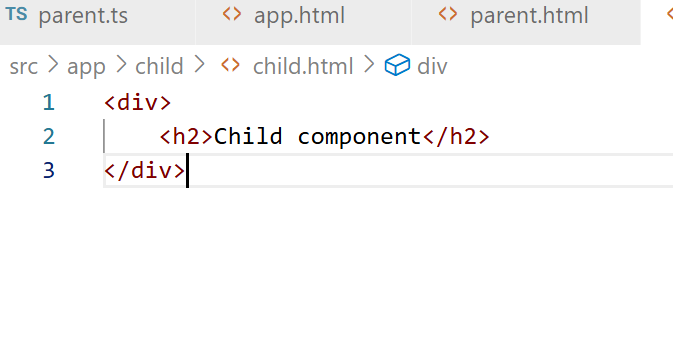 TS parent.ts <> app.html <> parent.html
src > app > child > <> child.html > div
1 <div>
2 <h2>Child component</h2>
3 </div>